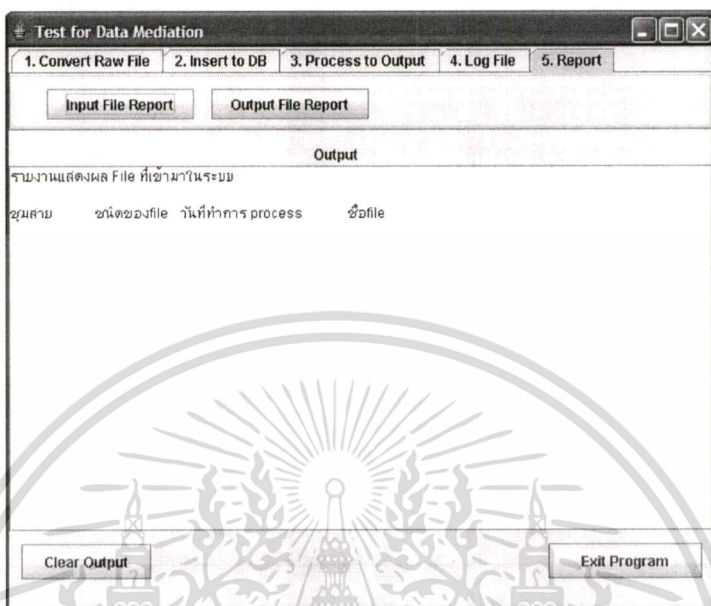 Test for Data Mediation
1. Convert Raw File 2. Insert to DB 3. Process to Output 4. Log File 5. Report
Input File Report Output File Report
Output
รายงานแสดงผล File ที่เข้ามาในระบบ
ชุมสาย ชนิดของfile วันที่ทำการ process ชื่อfile
Clear Output Exit Program